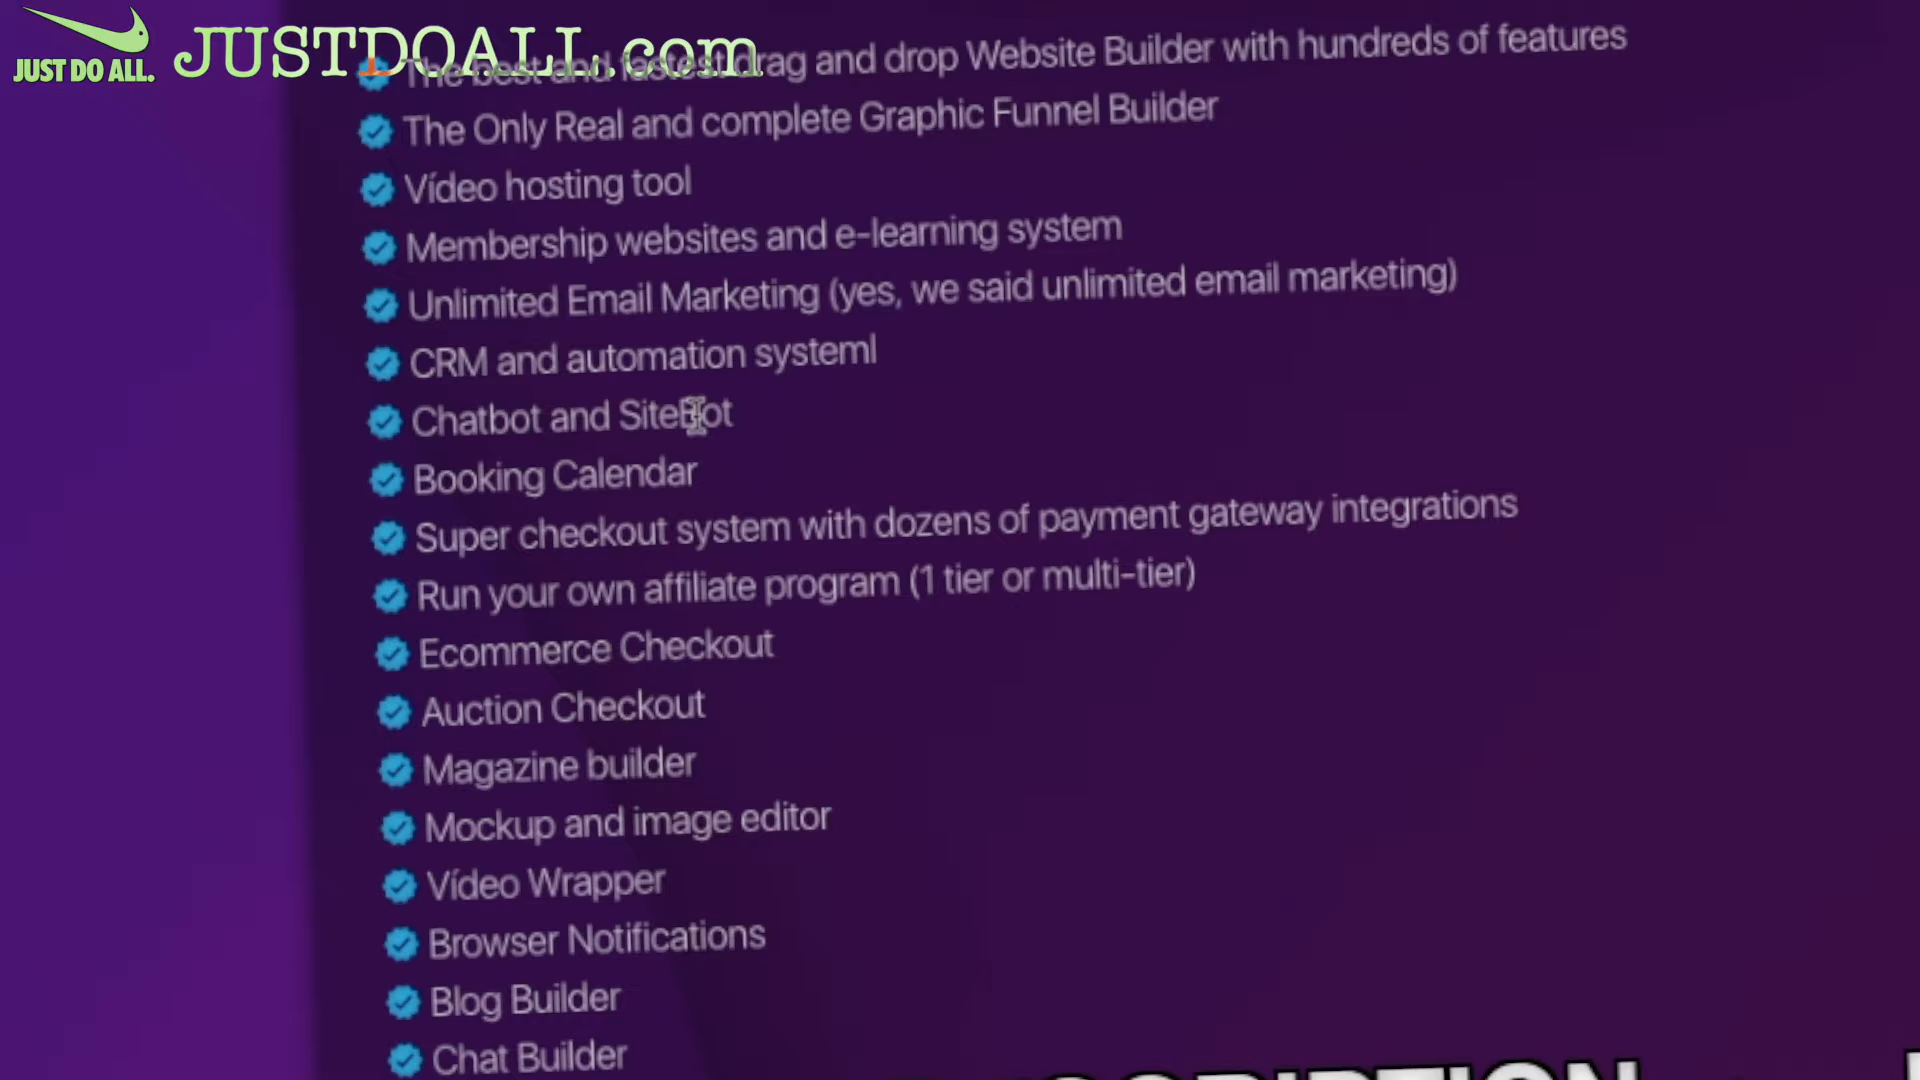 JUST DO ALL.
JUSTDOALL.com
The best and fastest drag and drop Website Builder with hundreds of features
The Only Real and complete Graphic Funnel Builder
Vídeo hosting tool
Membership websites and e-learning system
Unlimited Email Marketing (yes, we said unlimited email marketing)
CRM and automation systeml
Chatbot and SiteBot
Booking Calendar
Super checkout system with dozens of payment gateway integrations
Run your own affiliate program (1 tier or multi-tier)
Ecommerce Checkout
Auction Checkout
Magazine builder
Mockup and image editor
Vídeo Wrapper
Browser Notifications
Blog Builder
Chat Builder